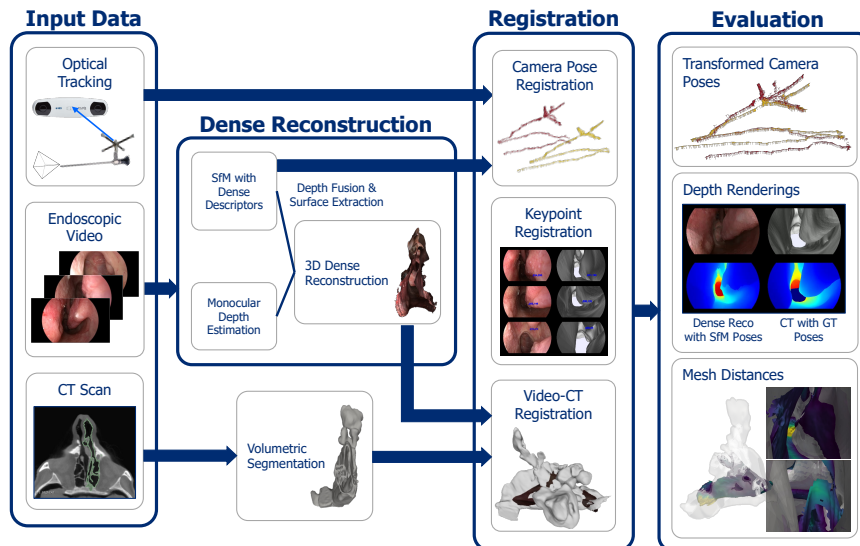 Input Data
Optical
Tracking
Endoscopic
Video
CT Scan
Dense Reconstruction
SfM with
Dense
Descriptors
Depth Fusion &
Surface Extraction
3D Dense
Reconstruction
Monocular
Depth
Estimation
Volumetric
Segmentation
Registration
Camera Pose
Registration
Keypoint
Registration
Video-CT
Registration
Evaluation
Transformed Camera
Poses
Depth Renderings
Dense Reco
with SfM Poses
CT with GT
Poses
Mesh Distances